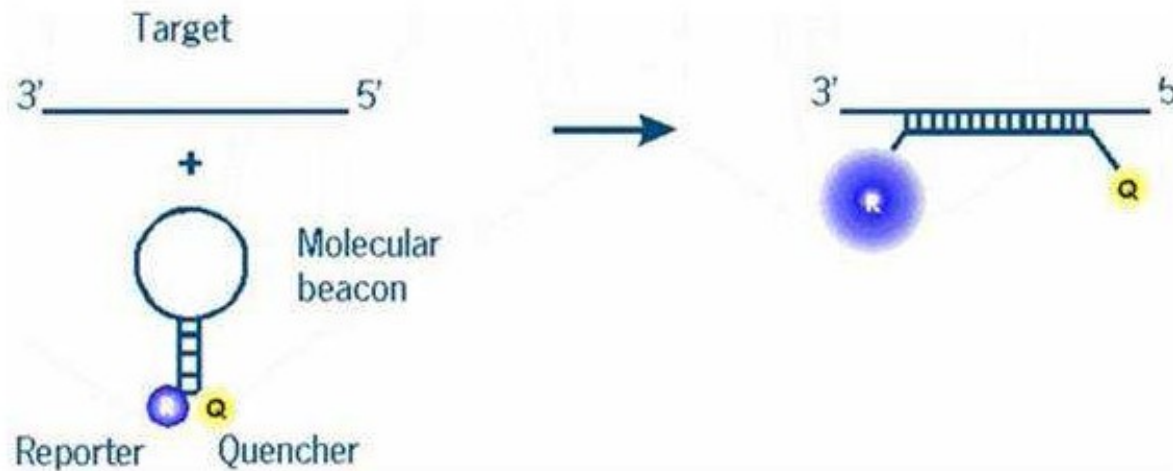 Target
3' 5'
+
Molecular
beacon
R Q
Reporter Quencher
3' 5'
R
Q